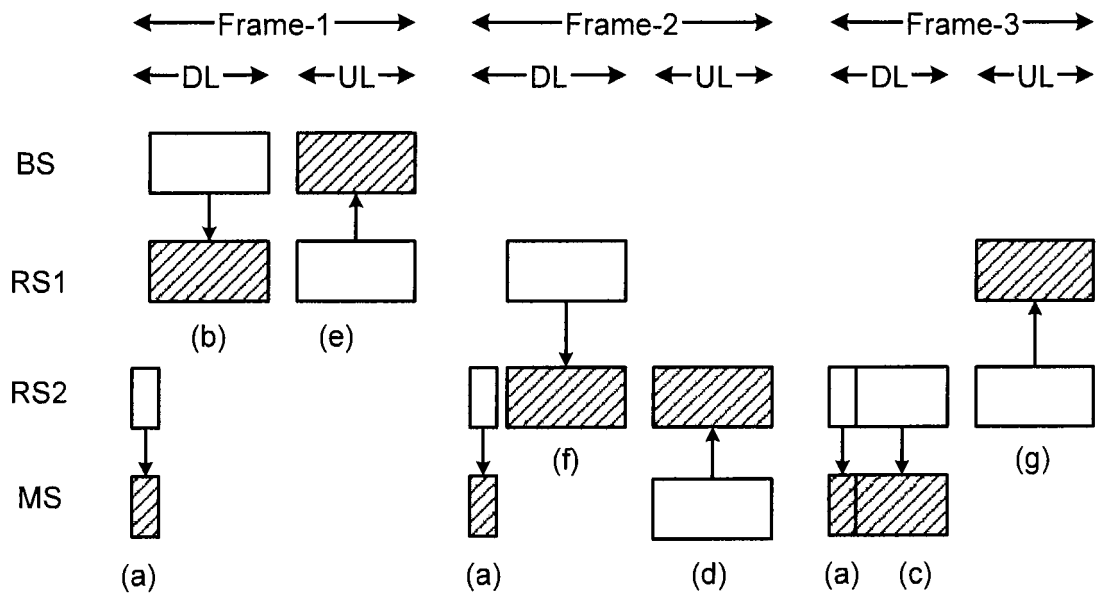 Frame-1 Frame-2 Frame-3
DL UL DL UL DL UL
BS
RS1
(b) (e)
RS2
(f) (g)
MS
(a) (a) (d) (a) (c)